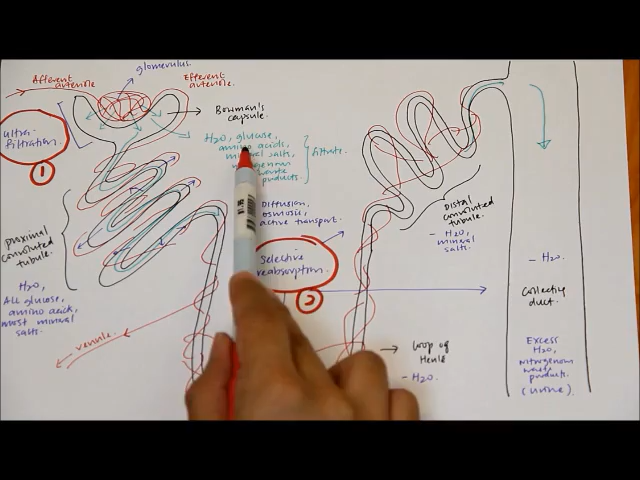 glomerulus
Afferent
arteriole
Efferent
arteriole
Bowman's
capsule
Ultra-
filtration
1
H2O, glucose,
amino acids,
mineral salts,
waste
products.
filtrate
Diffusion,
osmosis,
active transport.
Selective
reabsorption
2
proximal
convoluted
tubule
H2O,
All glucose,
amino acids,
most mineral
salts.
venule
Distal convoluted
tubule.
- H2O,
mineral
salts.
Loop of
Henle
- H2O.
- H2O.
Collecting
duct.
Excess
H2O,
nitrogenous
waste
products.
(urine)